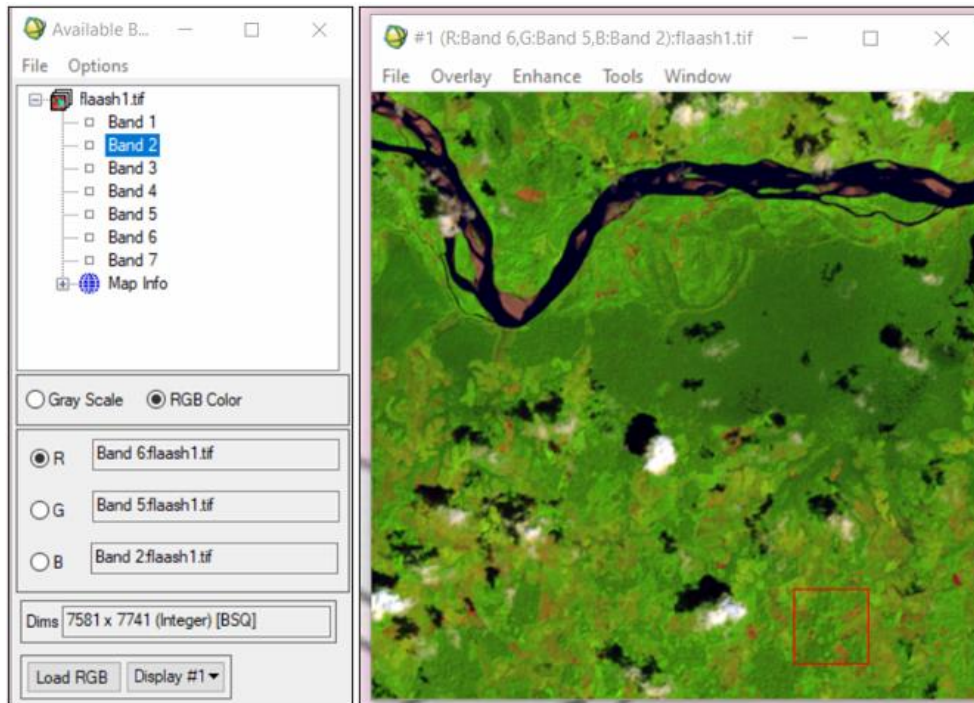 Available B...
File Options
flaash1.tif
Band 1
Band 2
Band 3
Band 4
Band 5
Band 6
Band 7
Map Info
Gray Scale RGB Color
R Band 6:flaash1.tif
G Band 5:flaash1.tif
B Band 2:flaash1.tif
Dims 7581 x 7741 (Integer) [BSQ]
Load RGB Display #1
#1 (R:Band 6,G:Band 5,B:Band 2):flaash1.tif
File Overlay Enhance Tools Window